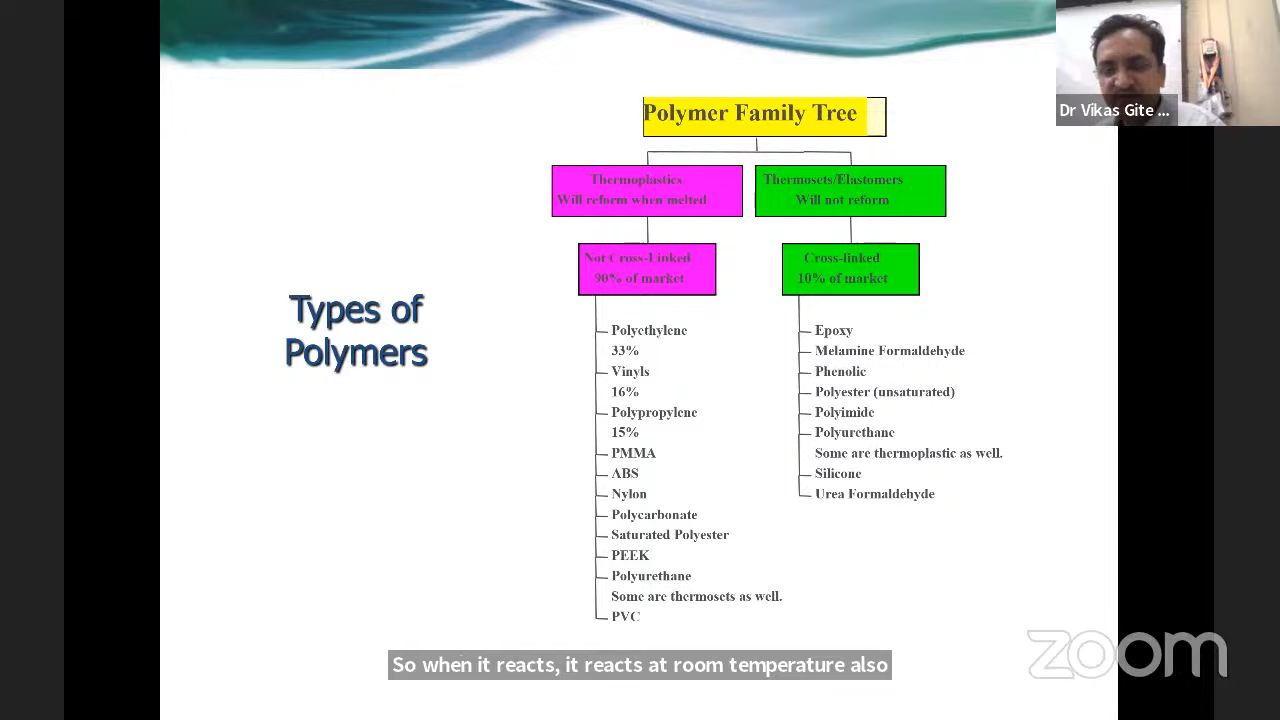 Polymer Family Tree
Dr Vikas Gite ...
Thermoplastics
Will reform when melted
Thermosets/Elastomers
Will not reform
Not Cross-Linked
90% of market
Cross-linked
10% of market
Types of
Polymers
Polyethylene
33%
Vinyls
16%
Polypropylene
15%
PMMA
ABS
Nylon
Polycarbonate
Saturated Polyester
PEEK
Polyurethane
Some are thermosets as well.
PVC
Epoxy
Melamine Formaldehyde
Phenolic
Polyester (unsaturated)
Polyimide
Polyurethane
Some are thermoplastic as well.
Silicone
Urea Formaldehyde
zoom
So when it reacts, it reacts at room temperature also